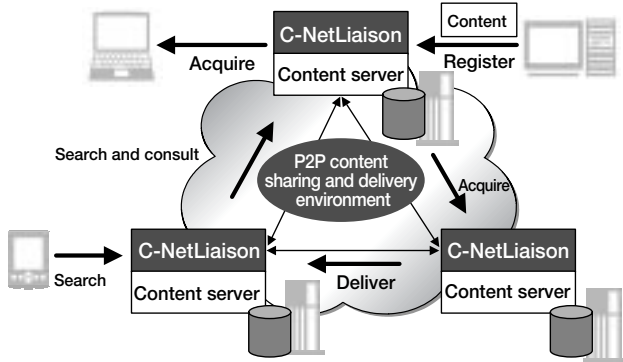 Content
C-NetLiaison
Acquire
Register
Content server
Search and consult
P2P content
sharing and delivery
environment
Acquire
C-NetLiaison
C-NetLiaison
Search
Deliver
Content server
Content server